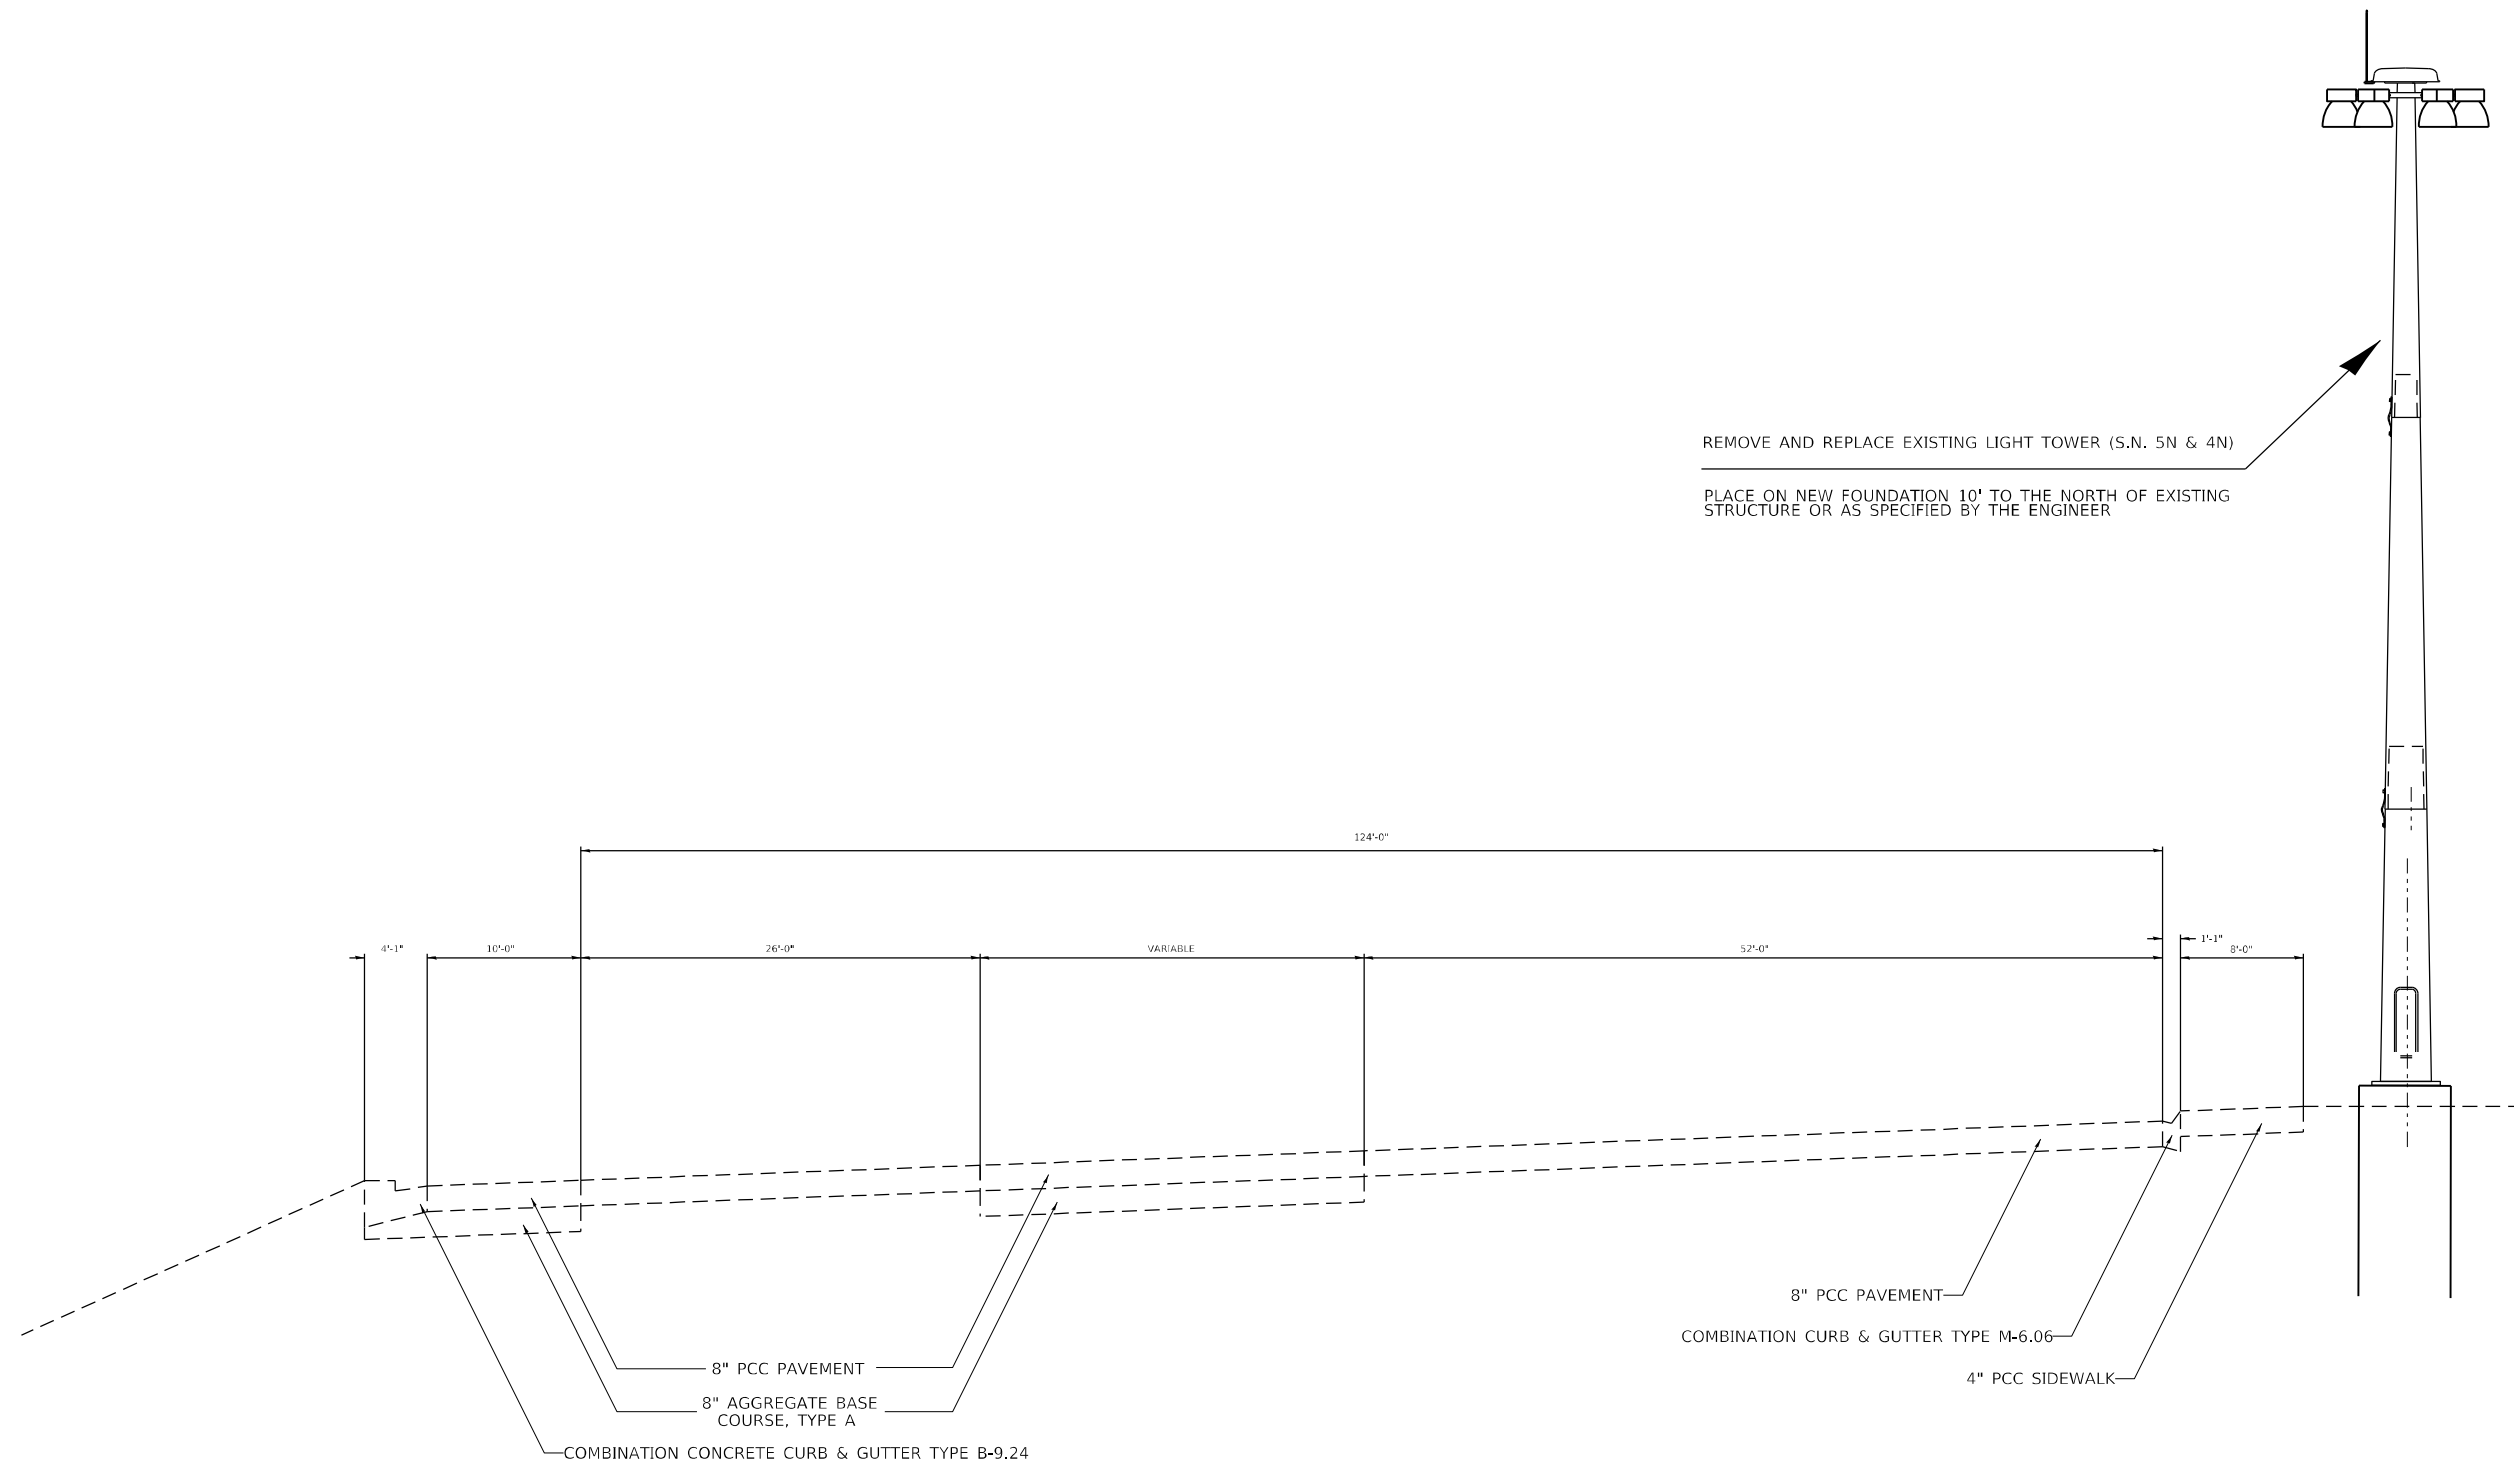 REMOVE AND REPLACE EXISTING LIGHT TOWER (S.N. 5N & 4N)
PLACE ON NEW FOUNDATION 10' TO THE NORTH OF EXISTING
STRUCTURE OR AS SPECIFIED BY THE ENGINEER
124'-0"
4'-1"
10'-0"
26'-0"
VARIABLE
52'-0"
1'-1"
8'-0"
8" PCC PAVEMENT
COMBINATION CURB & GUTTER TYPE M-6.06
4" PCC SIDEWALK
8" PCC PAVEMENT
8" AGGREGATE BASE
COURSE, TYPE A
COMBINATION CONCRETE CURB & GUTTER TYPE B-9.24